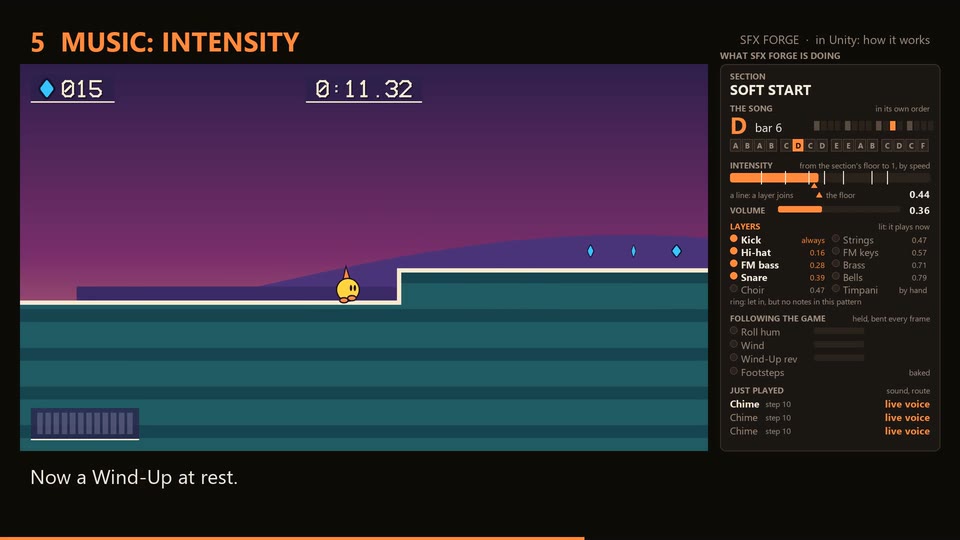 5 MUSIC: INTENSITY
SFX FORGE · in Unity: how it works
WHAT SFX FORGE IS DOING
015
0:11.32
SECTION
SOFT START
THE SONG in its own order
D bar 6
A B A B C D C D E E A B C D C F
INTENSITY from the section's floor to 1, by speed
a line: a layer joins the floor 0.44
VOLUME 0.36
LAYERS lit: it plays now
Kick always Strings 0.47
Hi-hat 0.16 FM keys 0.57
FM bass 0.28 Brass 0.71
Snare 0.39 Bells 0.79
Choir 0.47 Timpani by hand
ring: let in, but no notes in this pattern
FOLLOWING THE GAME held, bent every frame
Roll hum
Wind
Wind-Up rev
Footsteps baked
JUST PLAYED sound, route
Chime step 10 live voice
Chime step 10 live voice
Chime step 10 live voice
Now a Wind-Up at rest.